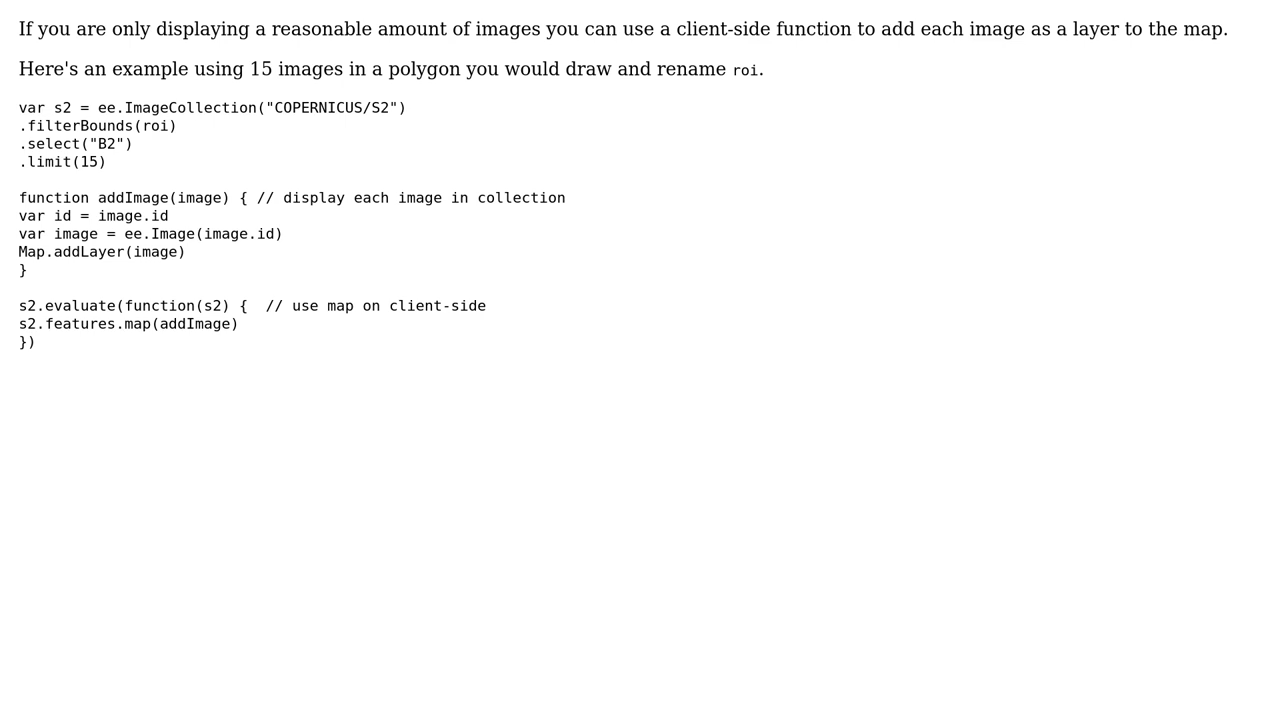 If you are only displaying a reasonable amount of images you can use a client-side function to add each image as a layer to the map.
Here's an example using 15 images in a polygon you would draw and rename roi.
var s2 = ee.ImageCollection("COPERNICUS/S2")
.filterBounds(roi)
.select("B2")
.limit(15)
function addImage(image) { // display each image in collection
var id = image.id
var image = ee.Image(image.id)
Map.addLayer(image)
}
s2.evaluate(function(s2) {  // use map on client-side
s2.features.map(addImage)
})